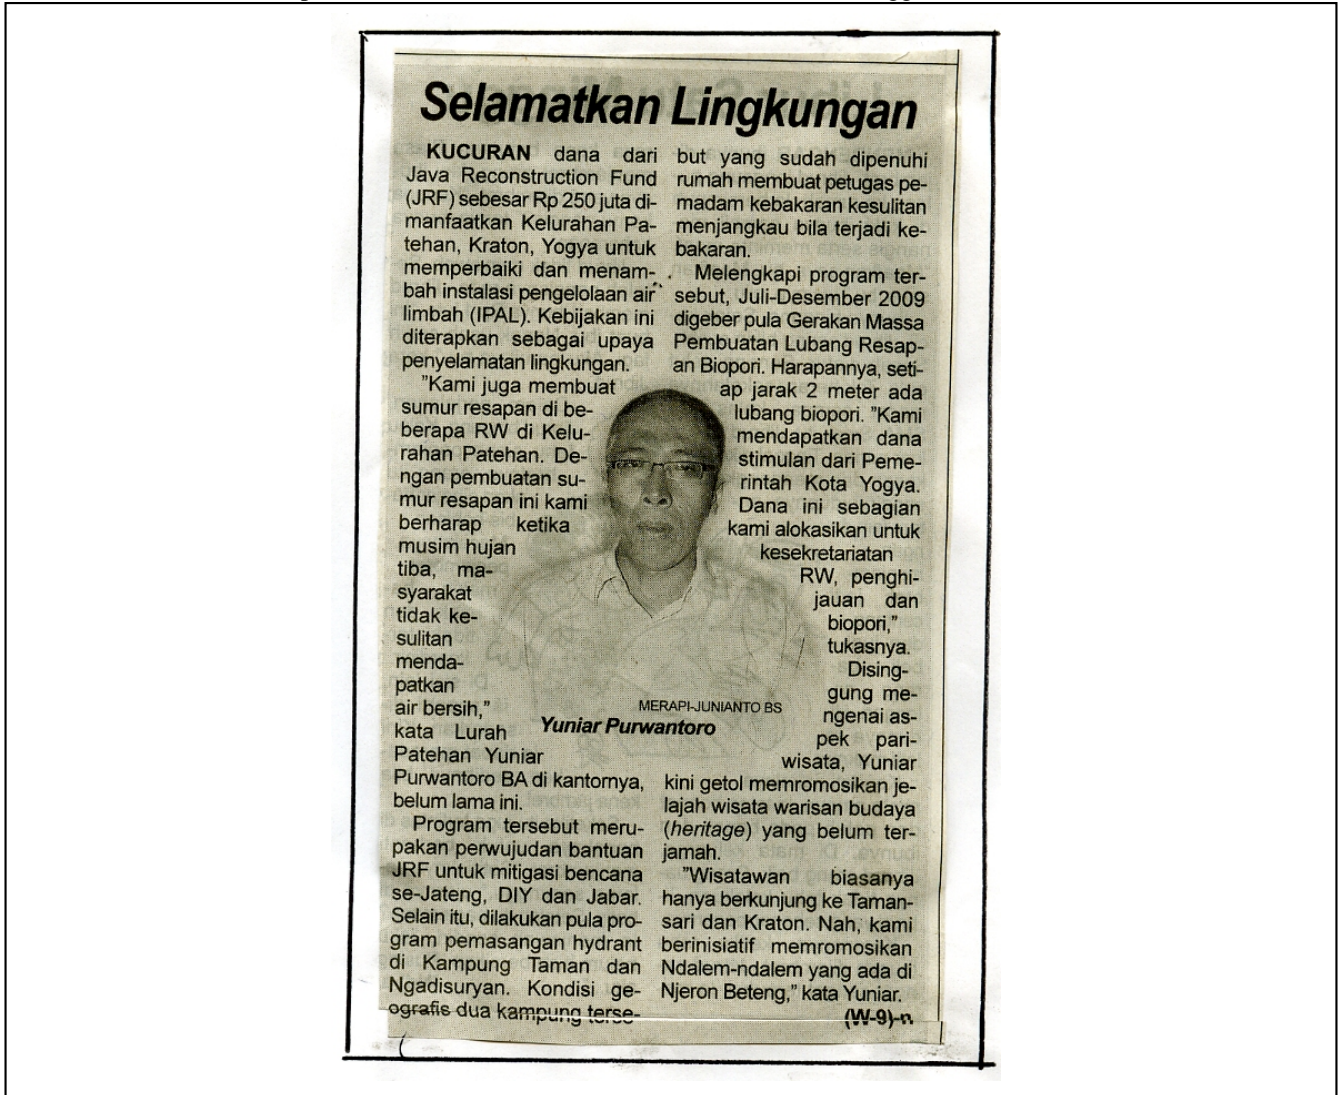 Selamatkan Lingkungan
KUCURAN dana dari
Java Reconstruction Fund
(JRF) sebesar Rp 250 juta di-
manfaatkan Kelurahan Pa-
tehan, Kraton, Yogya untuk
memperbaiki dan menam-
bah instalasi pengelolaan air
limbah (IPAL). Kebijakan ini
diterapkan sebagai upaya
penyelamatan lingkungan.
"Kami juga membuat
sumur resapan di be-
berapa RW di Kelu-
rahan Patehan. De-
ngan pembuatan su-
mur resapan ini kami
berharap ketika
musim hujan
tiba, ma-
syarakat
tidak ke-
sulitan
menda-
patkan
air bersih,"
kata Lurah
Patehan Yuniar
Purwantoro BA di kantornya,
belum lama ini.
Program tersebut meru-
pakan perwujudan bantuan
JRF untuk mitigasi bencana
se-Jateng, DIY dan Jabar.
Selain itu, dilakukan pula pro-
gram pemasangan hydrant
di Kampung Taman dan
Ngadisuryan. Kondisi ge-
ografis dua kampung terse-
but yang sudah dipenuhi
rumah membuat petugas pe-
madam kebakaran kesulitan
menjangkau bila terjadi ke-
bakaran.
Melengkapi program ter-
sebut, Juli-Desember 2009
digeber pula Gerakan Massa
Pembuatan Lubang Resap-
an Biopori. Harapannya, seti-
ap jarak 2 meter ada
lubang biopori. "Kami
mendapatkan dana
stimulan dari Peme-
rintah Kota Yogya.
Dana ini sebagian
kami alokasikan untuk
kesekretariatan
RW, penghi-
jauan dan
biopori,"
tukasnya.
Dising-
gung me-
ngenai as-
pek pari-
wisata, Yuniar
kini getol memromosikan je-
lajah wisata warisan budaya
(heritage) yang belum ter-
jamah.
"Wisatawan biasanya
hanya berkunjung ke Taman-
sari dan Kraton. Nah, kami
berinisiatif memromosikan
Ndalem-ndalem yang ada di
Njeron Beteng," kata Yuniar.
(W-9)-n
MERAPI-JUNIANTO BS
Yuniar Purwantoro